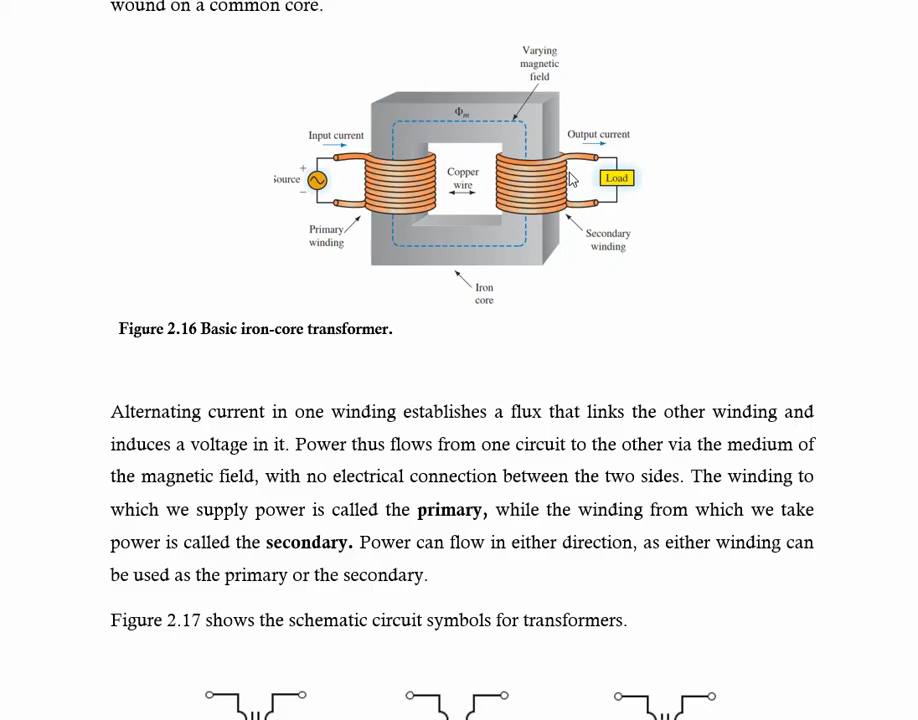 wound on a common core.
Varying
magnetic
field
Φm
Input current
Output current
+
Source
−
Copper
wire
Load
Primary
winding
Secondary
winding
Iron
core
Figure 2.16 Basic iron-core transformer.
Alternating current in one winding establishes a flux that links the other winding and
induces a voltage in it. Power thus flows from one circuit to the other via the medium of
the magnetic field, with no electrical connection between the two sides. The winding to
which we supply power is called the primary, while the winding from which we take
power is called the secondary. Power can flow in either direction, as either winding can
be used as the primary or the secondary.
Figure 2.17 shows the schematic circuit symbols for transformers.